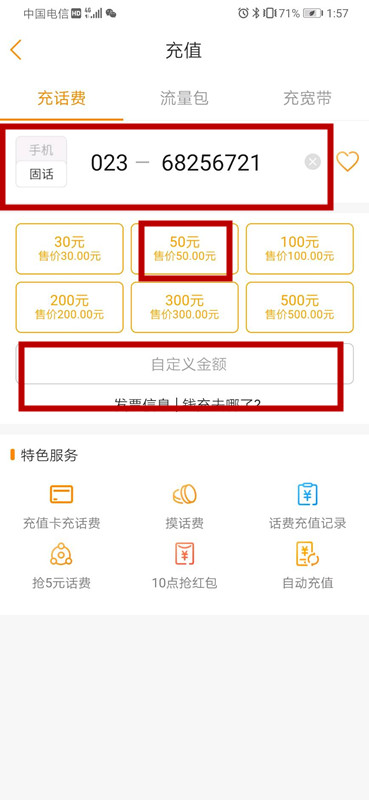 中国电信 HD 71% 1:57
充值
充话费 流量包 充宽带
手机
固话
023 — 68256721
30元 50元 100元
售价30.00元 售价50.00元 售价100.00元
200元 300元 500元
售价200.00元 售价300.00元 售价500.00元
自定义金额
发票信息 | 钱充去哪了?
特色服务
充值卡充话费 摸话费 话费充值记录
抢5元话费 10点抢红包 自动充值